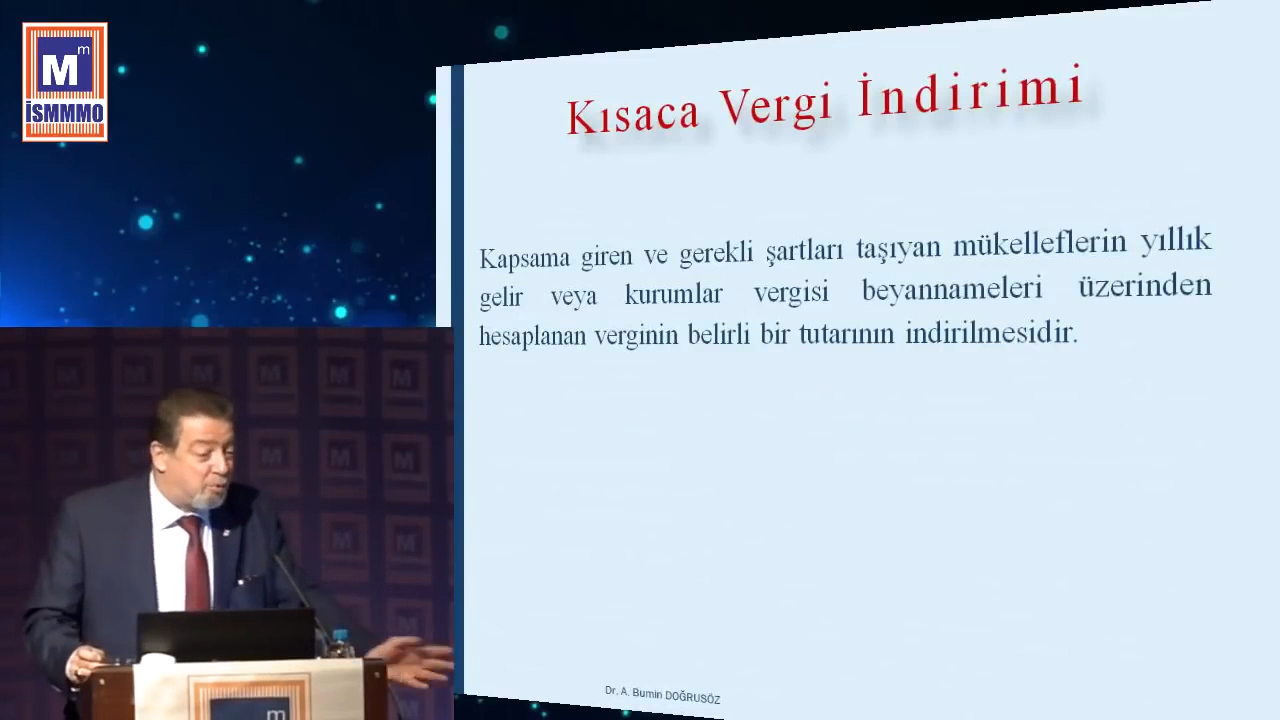 Mm
İSMMMO
Kısaca Vergi İndirimi
Kapsama giren ve gerekli şartları taşıyan mükelleflerin yıllık
gelir veya kurumlar vergisi beyannameleri üzerinden
hesaplanan verginin belirli bir tutarının indirilmesidir.
Dr. A. Bumin DOĞRUSÖZ
m